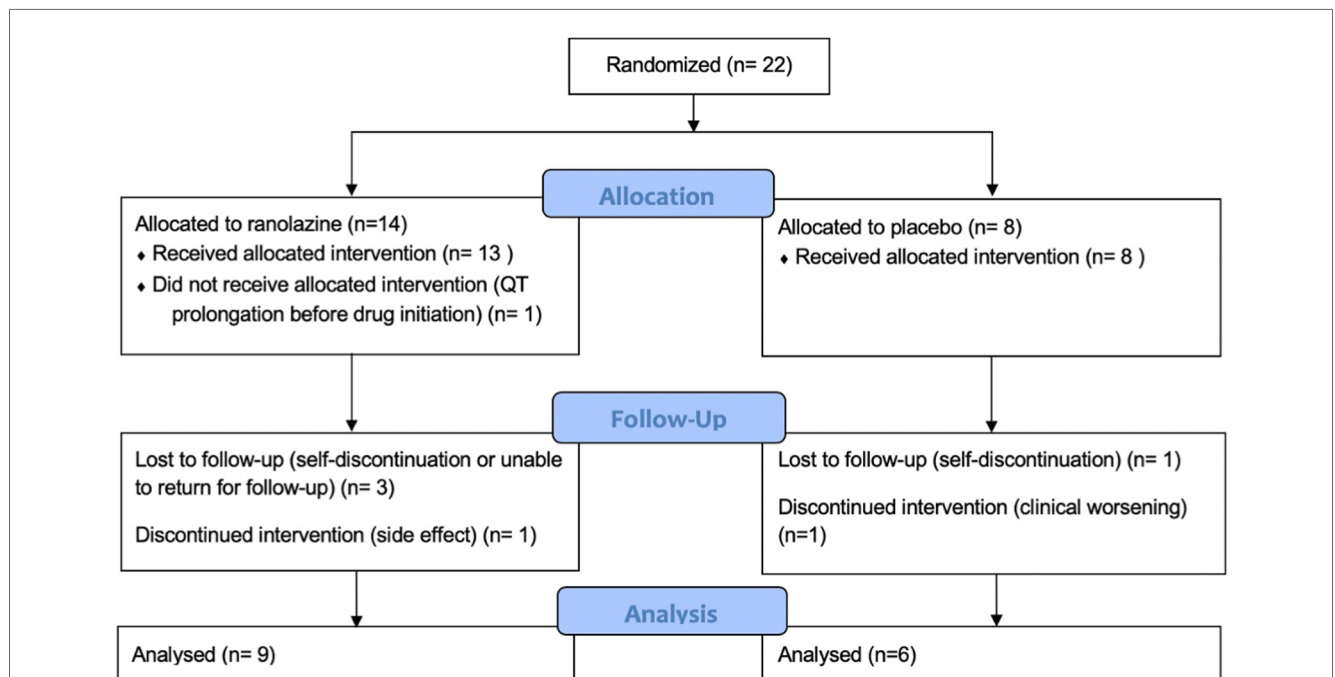 Randomized (n= 22)
Allocation
Allocated to ranolazine (n=14)
♦ Received allocated intervention (n= 13 )
♦ Did not receive allocated intervention (QT
prolongation before drug initiation) (n= 1)
Allocated to placebo (n= 8)
♦ Received allocated intervention (n= 8 )
Follow-Up
Lost to follow-up (self-discontinuation or unable
to return for follow-up) (n= 3)
Discontinued intervention (side effect) (n= 1)
Lost to follow-up (self-discontinuation) (n= 1)
Discontinued intervention (clinical worsening)
(n=1)
Analysis
Analysed (n= 9)
Analysed (n=6)